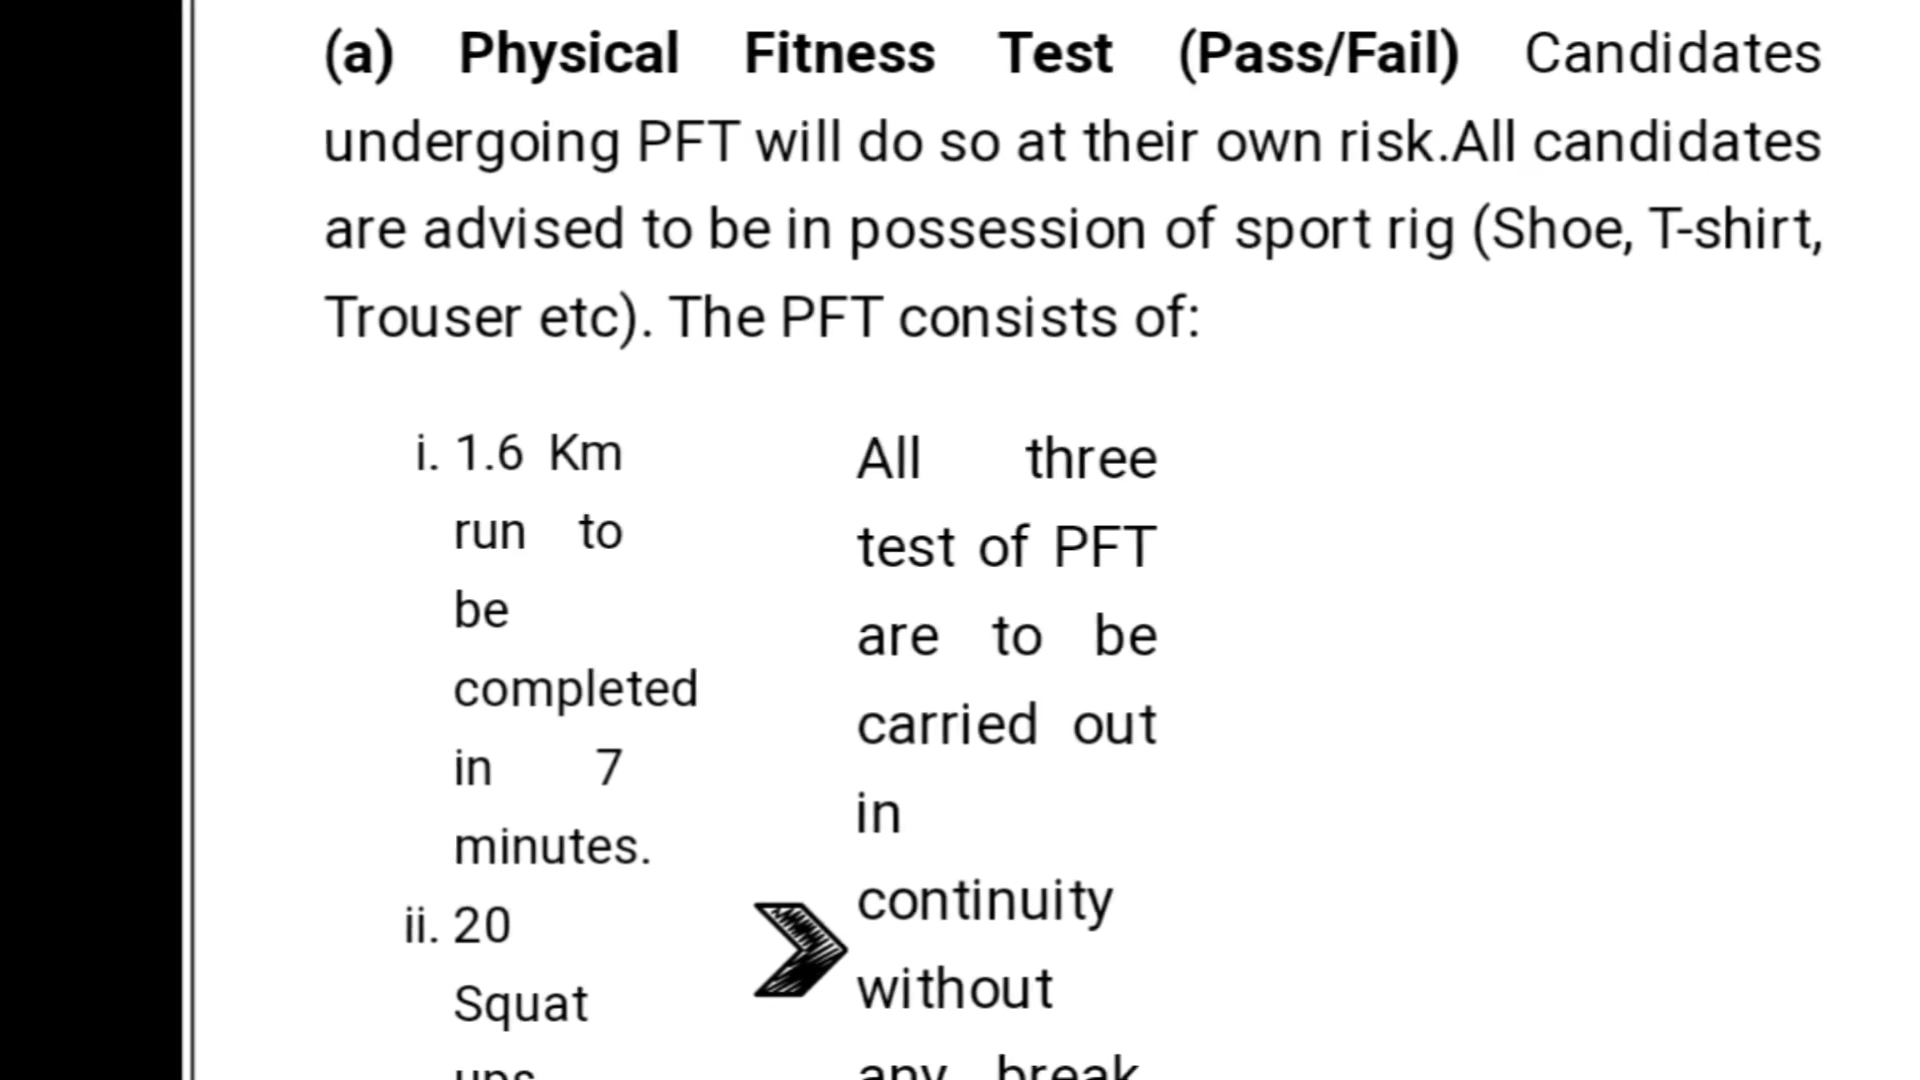 (a) Physical Fitness Test (Pass/Fail) Candidates
undergoing PFT will do so at their own risk.All candidates
are advised to be in possession of sport rig (Shoe, T-shirt,
Trouser etc). The PFT consists of:
i. 1.6 Km
run to
be
completed
in 7
minutes.
ii. 20
Squat
ups
All three
test of PFT
are to be
carried out
in
continuity
without
any break